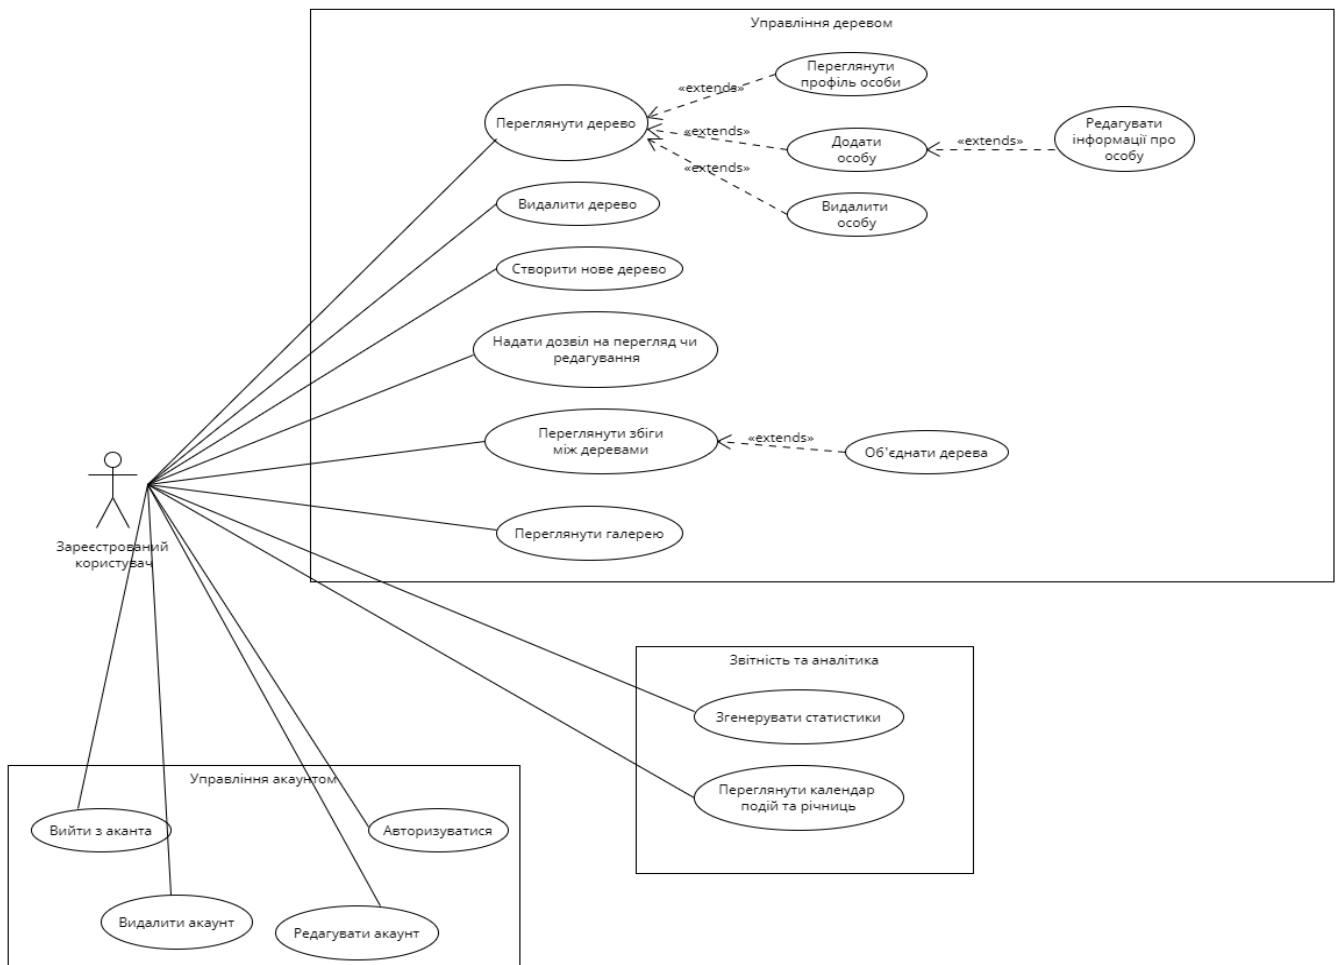 Управління деревом
Переглянути
профіль особи
«extends»
Переглянути дерево
«extends»
Додати
особу
«extends»
Редагувати
інформації про
особу
«extends»
Видалити
особу
Видалити дерево
Створити нове дерево
Надати дозвіл на перегляд чи
редагування
Переглянути збіги
між деревами
«extends»
Об'єднати дерева
Переглянути галерею
Зареєстрований
користувач
Звітність та аналітика
Згенерувати статистики
Переглянути календар
подій та річниць
Управління акаунтом
Вийти з аканта
Авторизуватися
Видалити акаунт
Редагувати акаунт